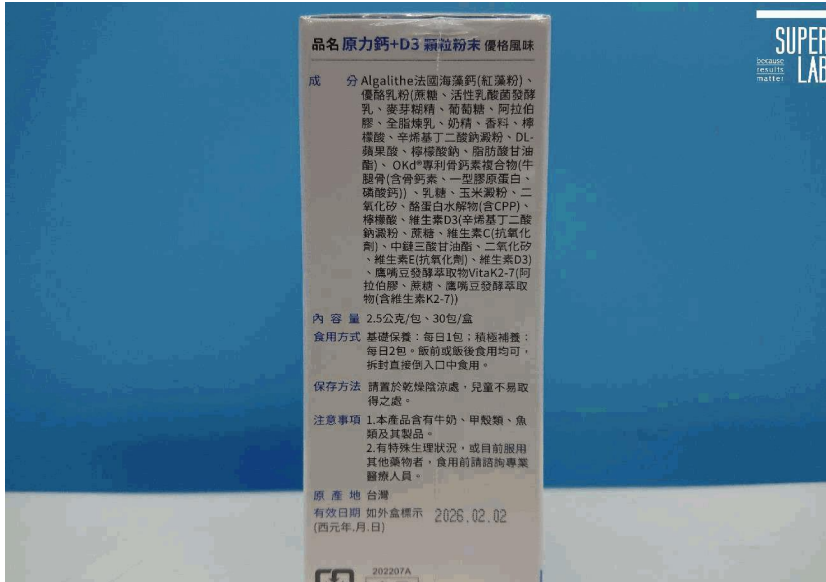 SUPER
LAB
because
results
matter
品名 原力鈣+D3 顆粒粉末 優格風味
成分 Algalithe法國海藻鈣(紅藻粉)、
優酪乳粉(蔗糖、活性乳酸菌發酵
乳、麥芽糊精、葡萄糖、阿拉伯
膠、全脂煉乳、奶精、香料、檸
檬酸、辛烯基丁二酸鈉澱粉、DL-
蘋果酸、檸檬酸鈉、脂肪酸甘油
酯)、OKd®專利骨鈣素複合物(牛
腿骨(含骨鈣素、一型膠原蛋白、
磷酸鈣))、乳糖、玉米澱粉、二
氧化矽、酪蛋白水解物(含CPP)、
檸檬酸、維生素D3(辛烯基丁二酸
鈉澱粉、蔗糖、維生素C(抗氧化
劑)、中鏈三酸甘油酯、二氧化矽
、維生素E(抗氧化劑)、維生素D3)
、鷹嘴豆發酵萃取物VitaK2-7(阿
拉伯膠、蔗糖、鷹嘴豆發酵萃取
物(含維生素K2-7))
內容量 2.5公克/包、30包/盒
食用方式 基礎保養：每日1包；積極補養：
每日2包。飯前或飯後食用均可，
拆封直接倒入口中食用。
保存方法 請置於乾燥陰涼處，兒童不易取
得之處。
注意事項 1.本產品含有牛奶、甲殼類、魚
類及其製品。
2.有特殊生理狀況，或目前服用
其他藥物者，食用前請諮詢專業
醫療人員。
原產地 台灣
有效日期 如外盒標示 2026.02.02
(西元年.月.日)
202207A